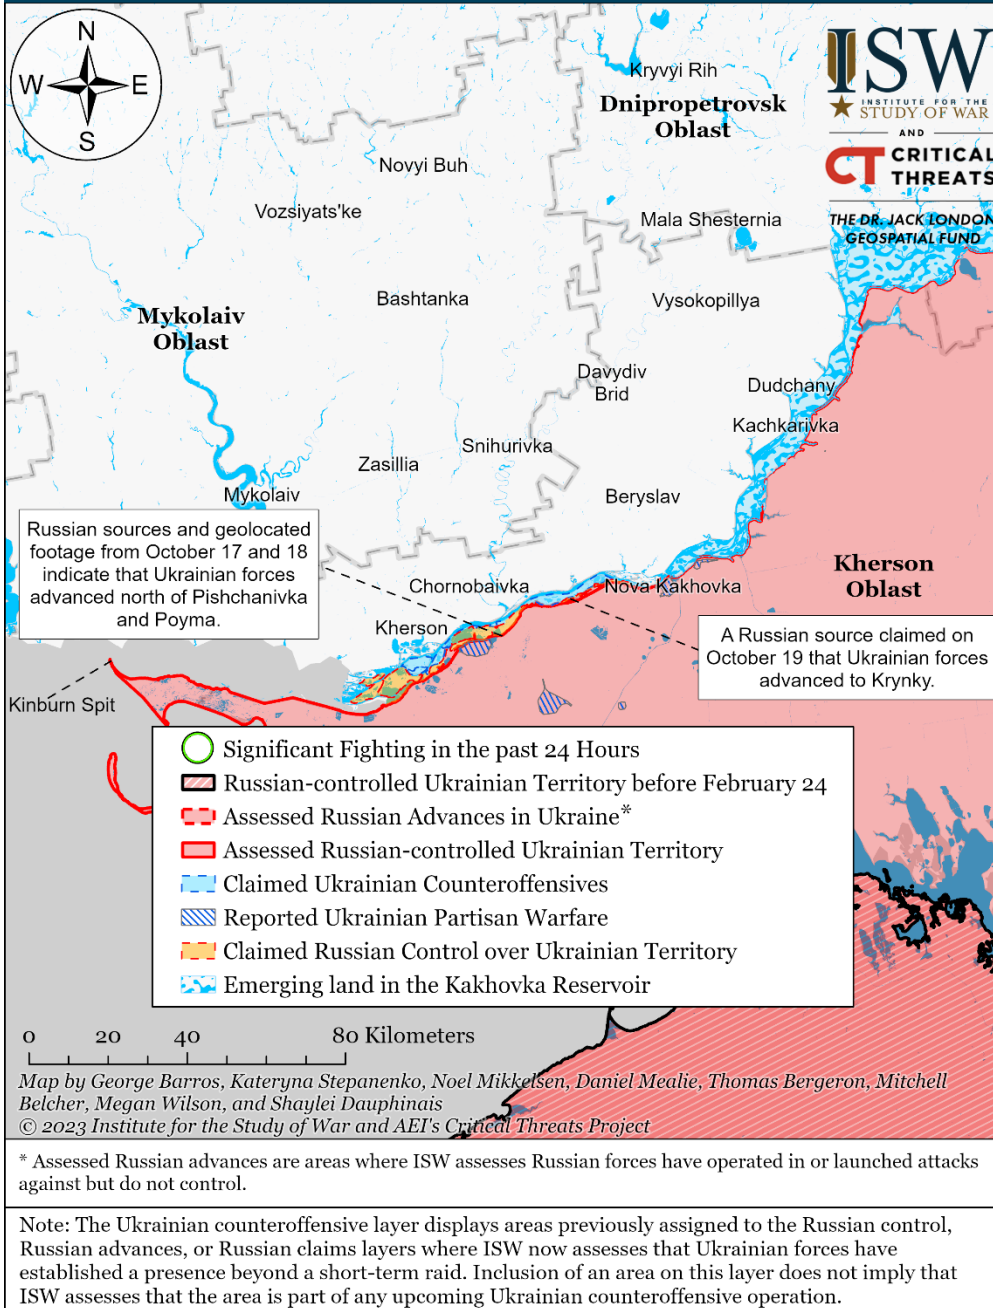 N
W
E
S
ISW
INSTITUTE FOR THE
STUDY OF WAR
AND
CT CRITICAL
THREATS
THE DR. JACK LONDON
GEOSPATIAL FUND
Kryvyi Rih
Dnipropetrovsk
Oblast
Novyi Buh
Vozsiyats'ke
Mala Shesternia
Bashtanka
Vysokopillya
Mykolaiv
Oblast
Davydiv
Brid
Dudchany
Kachkarivka
Snihurivka
Zasillia
Mykolaiv
Beryslav
Russian sources and geolocated
footage from October 17 and 18
indicate that Ukrainian forces
advanced north of Pishchanivka
and Poyma.
Kherson
Oblast
Chornobaivka
Nova Kakhovka
Kherson
A Russian source claimed on
October 19 that Ukrainian forces
advanced to Krynky.
Kinburn Spit
Significant Fighting in the past 24 Hours
Russian-controlled Ukrainian Territory before February 24
Assessed Russian Advances in Ukraine*
Assessed Russian-controlled Ukrainian Territory
Claimed Ukrainian Counteroffensives
Reported Ukrainian Partisan Warfare
Claimed Russian Control over Ukrainian Territory
Emerging land in the Kakhovka Reservoir
0 20 40 80 Kilometers
Map by George Barros, Kateryna Stepanenko, Noel Mikkelsen, Daniel Mealie, Thomas Bergeron, Mitchell
Belcher, Megan Wilson, and Shaylei Dauphinais
© 2023 Institute for the Study of War and AEI's Critical Threats Project
* Assessed Russian advances are areas where ISW assesses Russian forces have operated in or launched attacks
against but do not control.
Note: The Ukrainian counteroffensive layer displays areas previously assigned to the Russian control,
Russian advances, or Russian claims layers where ISW now assesses that Ukrainian forces have
established a presence beyond a short-term raid. Inclusion of an area on this layer does not imply that
ISW assesses that the area is part of any upcoming Ukrainian counteroffensive operation.